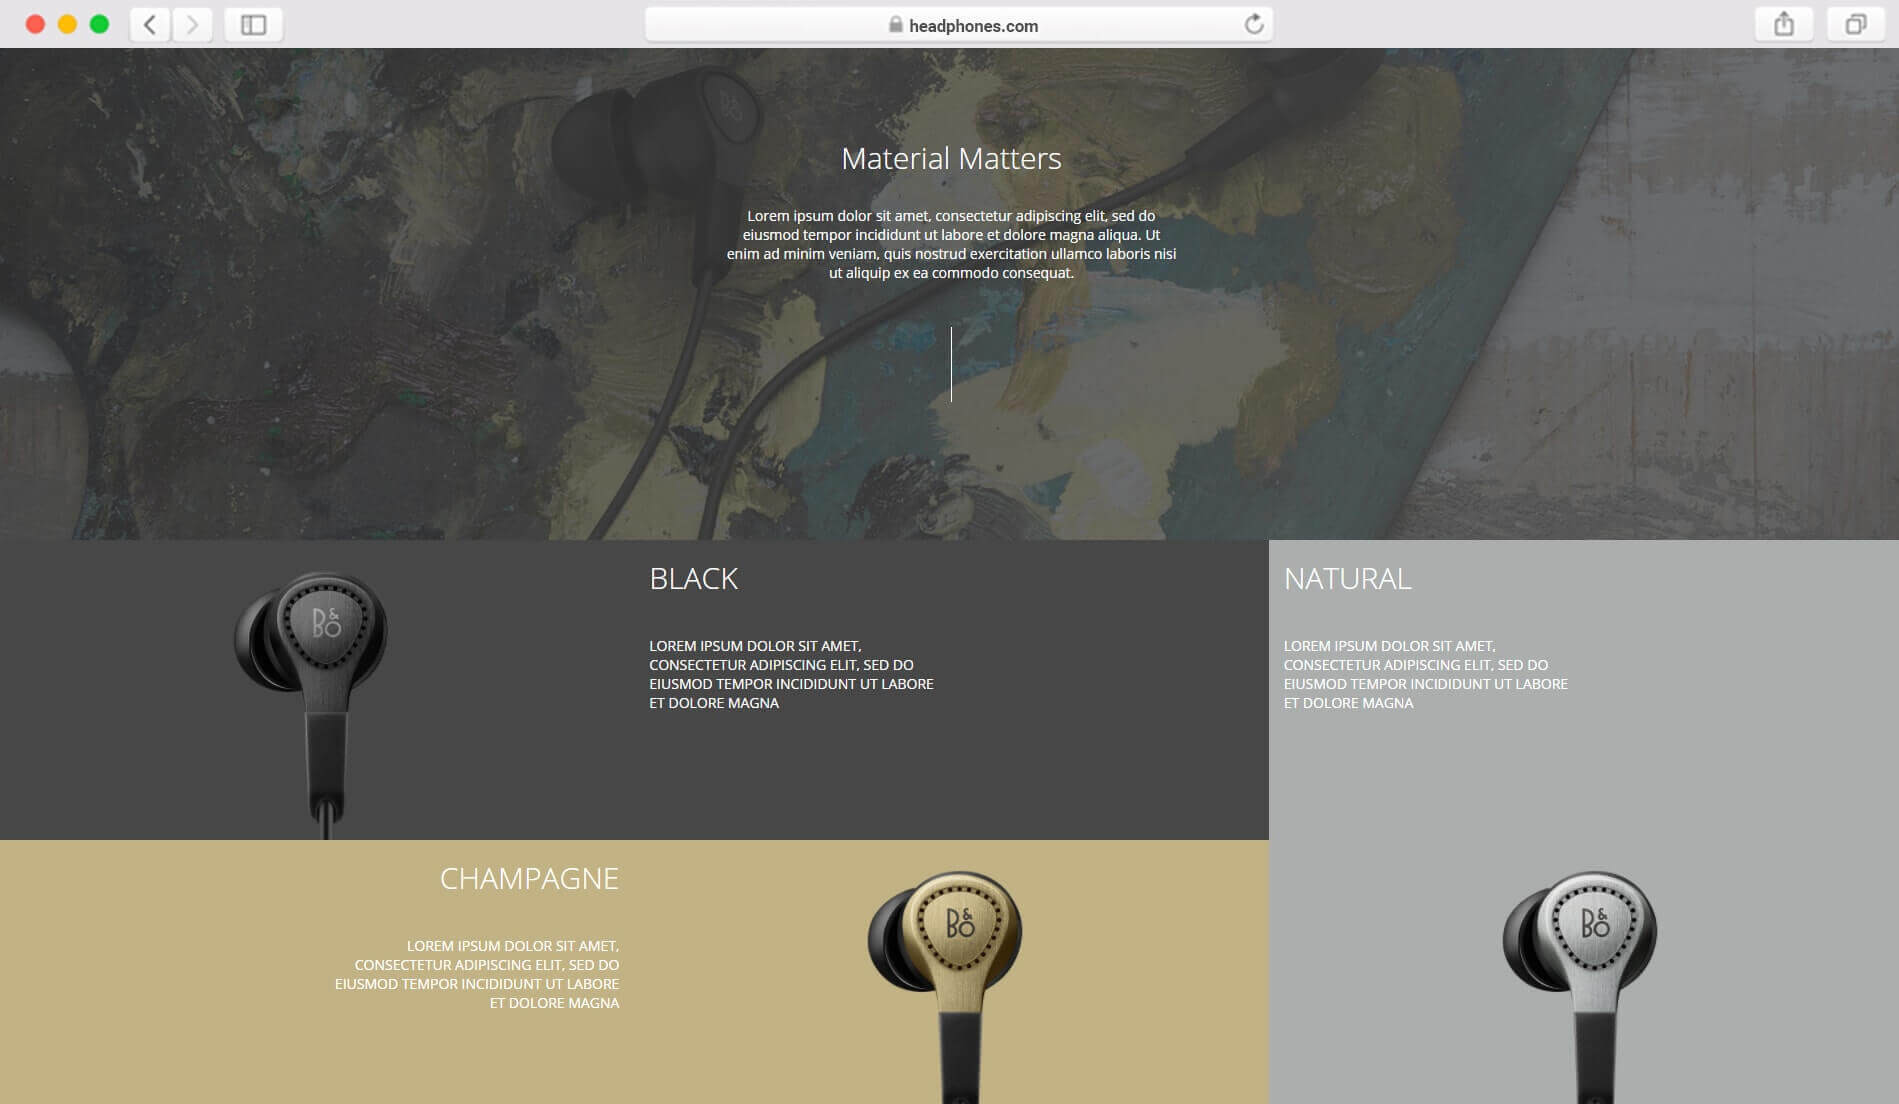 headphones.com
B&O
Material Matters
Lorem ipsum dolor sit amet, consectetur adipiscing elit, sed do
eiusmod tempor incididunt ut labore et dolore magna aliqua. Ut
enim ad minim veniam, quis nostrud exercitation ullamco laboris nisi
ut aliquip ex ea commodo consequat.
B&O
BLACK
LOREM IPSUM DOLOR SIT AMET,
CONSECTETUR ADIPISCING ELIT, SED DO
EIUSMOD TEMPOR INCIDIDUNT UT LABORE
ET DOLORE MAGNA
NATURAL
LOREM IPSUM DOLOR SIT AMET,
CONSECTETUR ADIPISCING ELIT, SED DO
EIUSMOD TEMPOR INCIDIDUNT UT LABORE
ET DOLORE MAGNA
CHAMPAGNE
LOREM IPSUM DOLOR SIT AMET,
CONSECTETUR ADIPISCING ELIT, SED DO
EIUSMOD TEMPOR INCIDIDUNT UT LABORE
ET DOLORE MAGNA
B&O
B&O